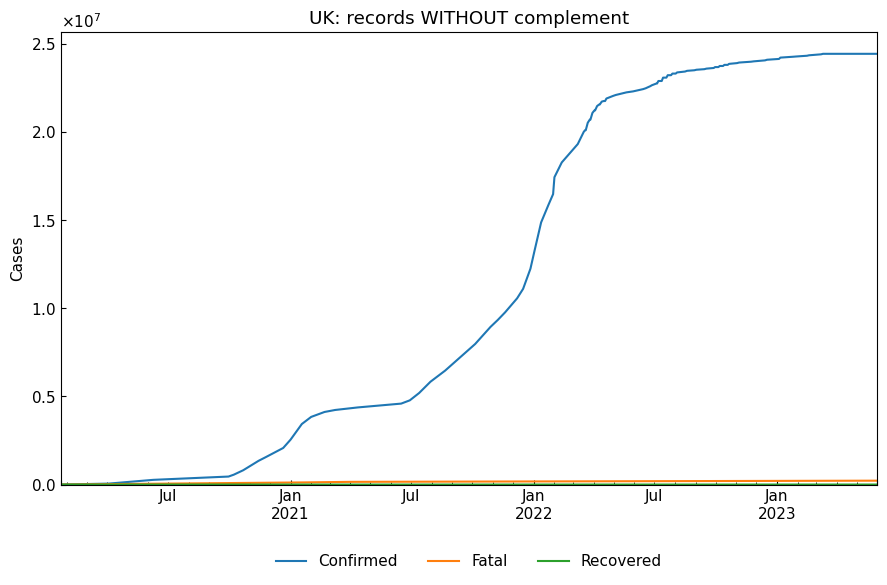 UK: records WITHOUT complement
×10⁷
2.5
2.0
1.5
1.0
0.5
0.0
Cases
Jul
Jan
2021
Jul
Jan
2022
Jul
Jan
2023
Confirmed Fatal Recovered